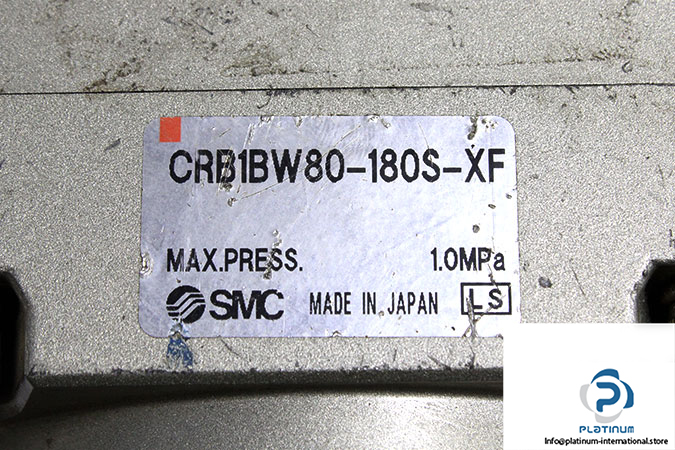 CRB1BW80-180S-XF
MAX.PRESS. 1.0MPa
SMC MADE IN JAPAN LS
PLATINUM
Info@platinum-international.store